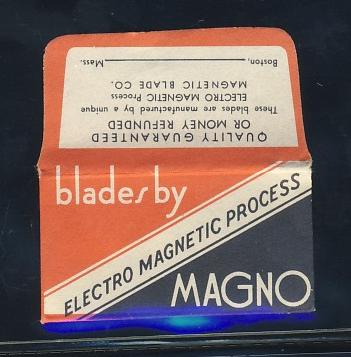 QUALITY GUARANTEED
OR MONEY REFUNDED
These blades are manufactured by a unique
ELECTRO MAGNETIC Process
MAGNETIC BLADE CO.
Boston, Mass.
blades by
ELECTRO MAGNETIC PROCESS
MAGNO